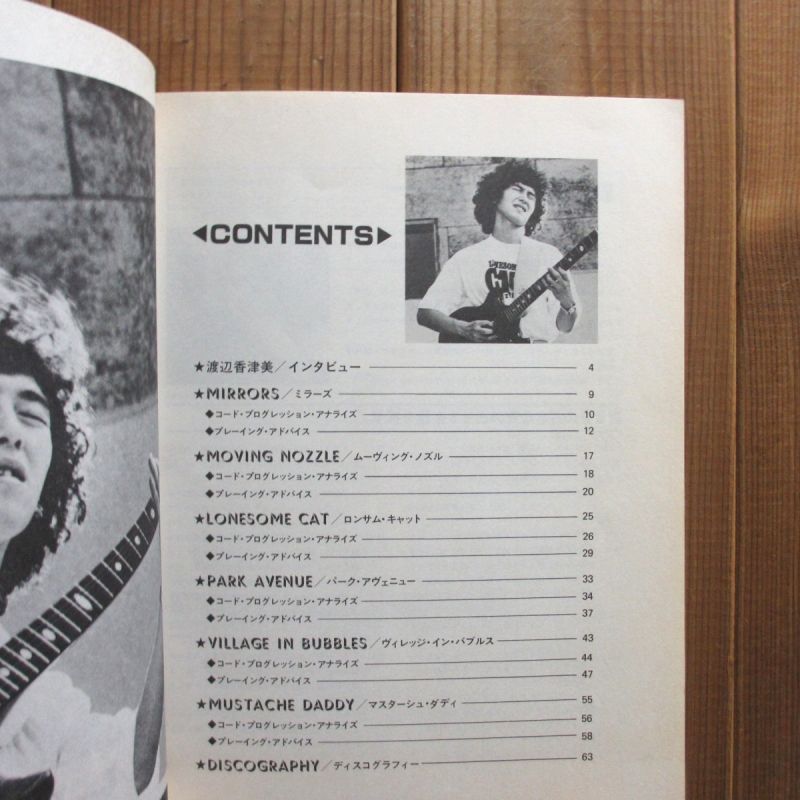 ◀CONTENTS▶
LONESOME
CAT
★渡辺香津美／インタビュー 4
★MIRRORS／ミラーズ 9
◆コード・プログレッション・アナライズ 10
◆プレーイング・アドバイス 12
★MOVING NOZZLE／ムーヴィング・ノズル 17
◆コード・プログレッション・アナライズ 18
◆プレーイング・アドバイス 20
★LONESOME CAT／ロンサム・キャット 25
◆コード・プログレッション・アナライズ 26
◆プレーイング・アドバイス 29
★PARK AVENUE／パーク・アヴェニュー 33
◆コード・プログレッション・アナライズ 34
◆プレーイング・アドバイス 37
★VILLAGE IN BUBBLES／ヴィレッジ・イン・バブルス 43
◆コード・プログレッション・アナライズ 44
◆プレーイング・アドバイス 47
★MUSTACHE DADDY／マスターシュ・ダディ 55
◆コード・プログレッション・アナライズ 56
◆プレーイング・アドバイス 58
★DISCOGRAPHY／ディスコグラフィー 63